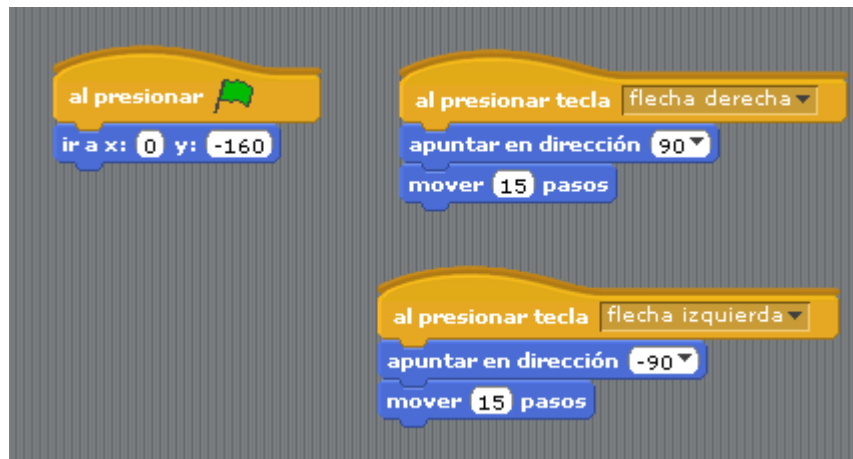 al presionar
ir a x: 0 y: -160
al presionar tecla flecha derecha
apuntar en dirección 90
mover 15 pasos
al presionar tecla flecha izquierda
apuntar en dirección -90
mover 15 pasos